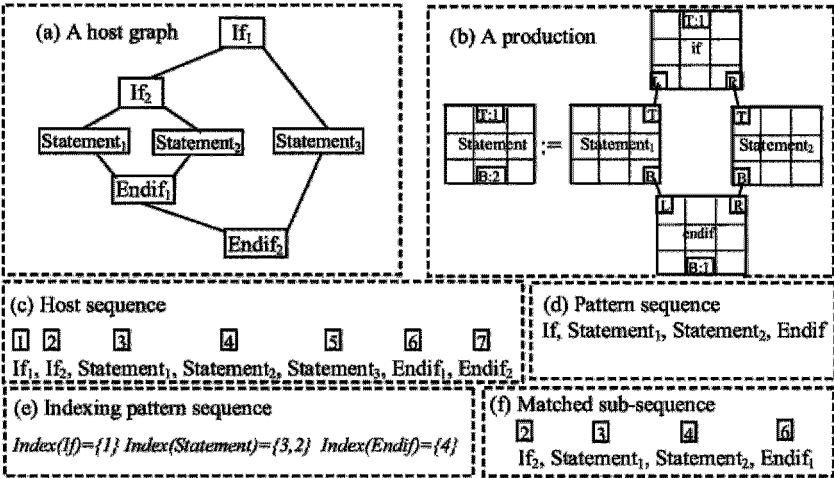 (a) A host graph
If₁
If₂
Statement₁ Statement₂ Statement₃
Endif₁
Endif₂
(b) A production
T:1
if
L R
T:1
Statement
B:2
:=
T
Statement₁
B
T
Statement₂
B
L R
endif
B:1
(c) Host sequence
1 2 3 4 5 6 7
If₁, If₂, Statement₁, Statement₂, Statement₃, Endif₁, Endif₂
(d) Pattern sequence
If, Statement₁, Statement₂, Endif
(e) Indexing pattern sequence
Index(If)={1} Index(Statement)={3,2} Index(Endif)={4}
(f) Matched sub-sequence
2 3 4 6
If₂, Statement₁, Statement₂, Endif₁